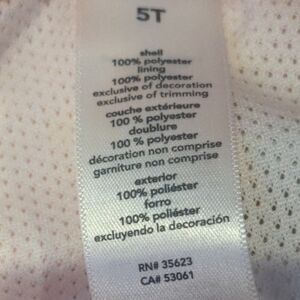 5T
shell
100% polyester
lining
100% polyester
exclusive of decoration
exclusive of trimming
couche extérieure
100 % polyester
doublure
100 % polyester
décoration non comprise
garniture non comprise
exterior
100% poliéster
forro
100% poliéster
excluyendo la decoración
RN# 35623
CA# 53061